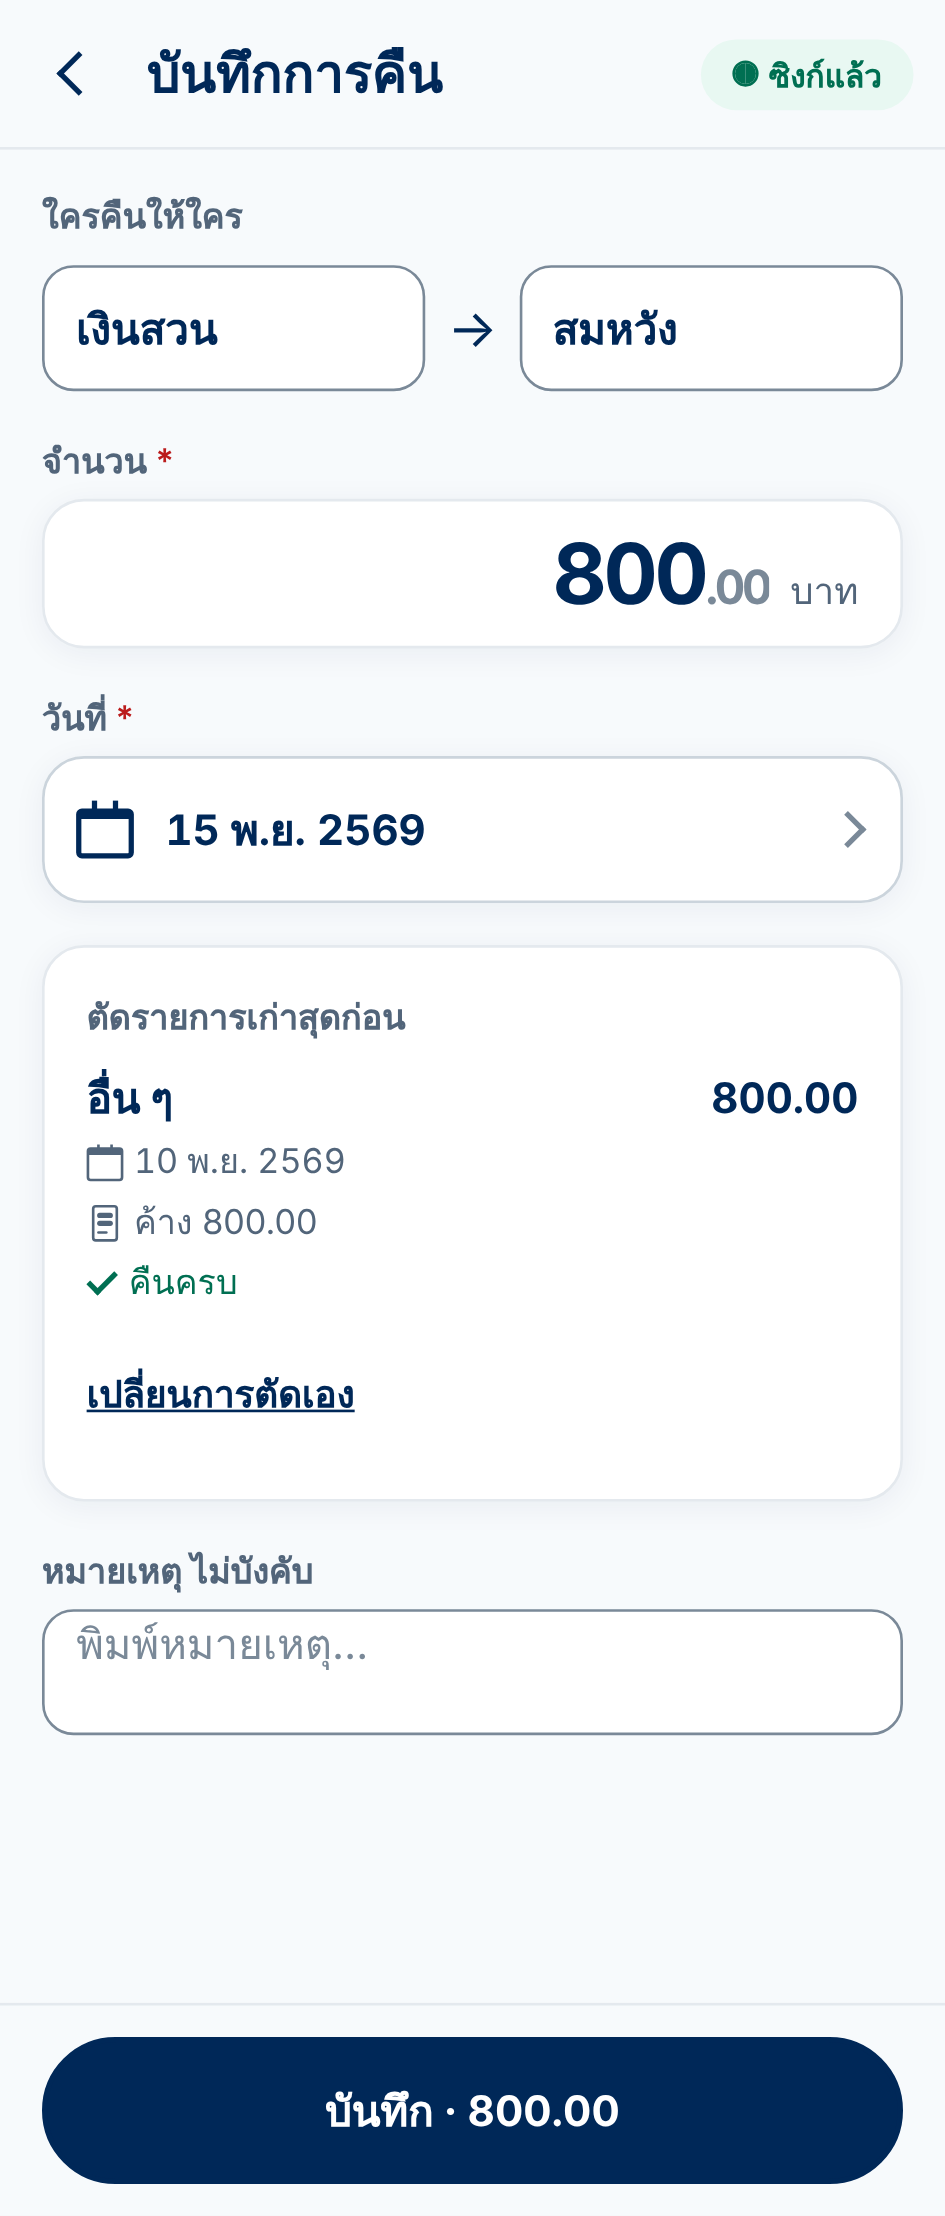 บันทึกการคืน
ซิงก์แล้ว
ใครคืนให้ใคร
เงินสวน → สมหวัง
จำนวน *
800.00 บาท
วันที่ *
15 พ.ย. 2569
ตัดรายการเก่าสุดก่อน
อื่น ๆ 800.00
10 พ.ย. 2569
ค้าง 800.00
คืนครบ
เปลี่ยนการตัดเอง
หมายเหตุ ไม่บังคับ
พิมพ์หมายเหตุ...
บันทึก · 800.00